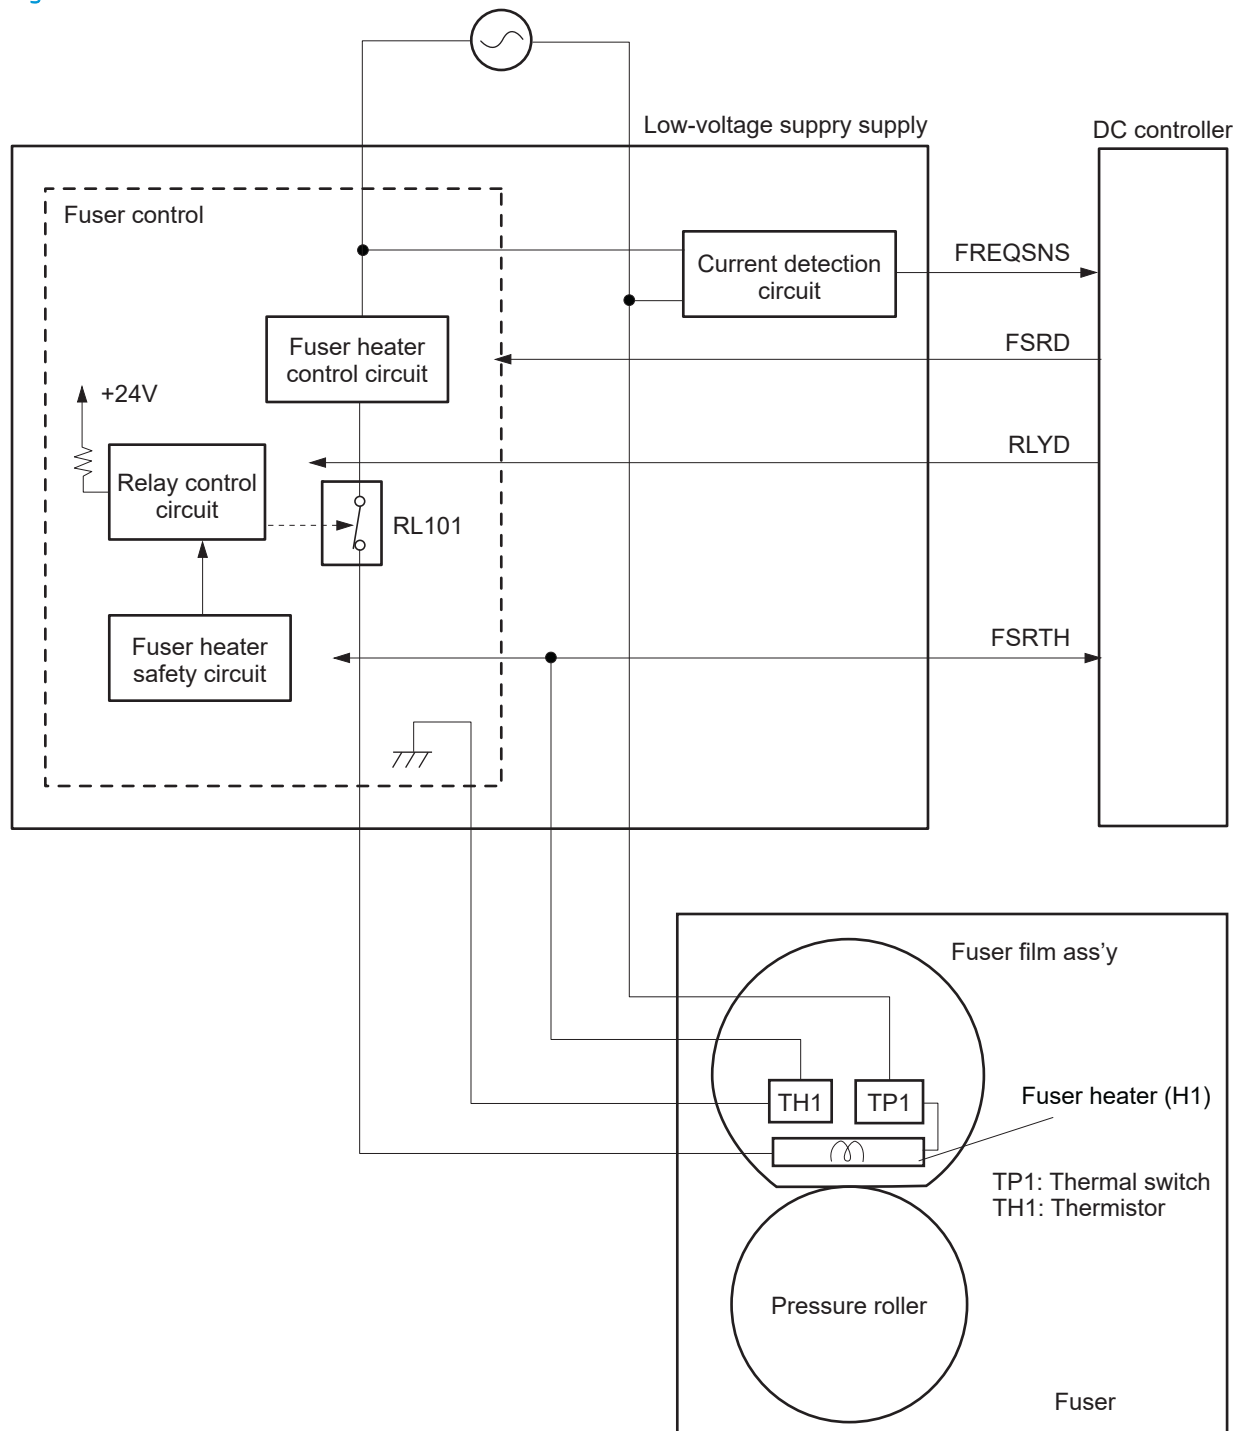 Low-voltage suppry supply
DC controller
Fuser control
Current detection
circuit
FREQSNS
Fuser heater
control circuit
FSRD
+24V
RLYD
Relay control
circuit
RL101
Fuser heater
safety circuit
FSRTH
Fuser film ass’y
TH1
TP1
Fuser heater (H1)
TP1: Thermal switch
TH1: Thermistor
Pressure roller
Fuser